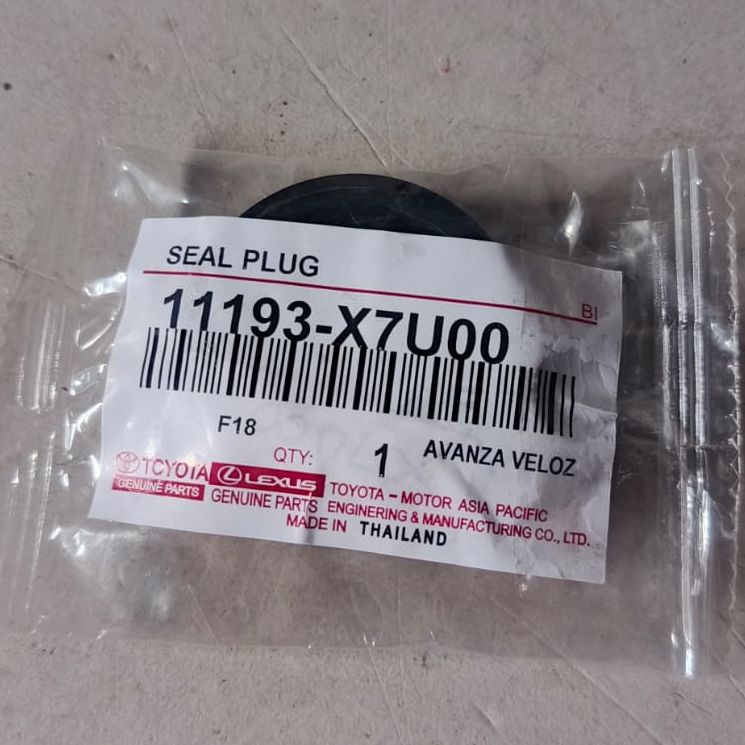 SEAL PLUG
BI
11193-X7U00
F18
QTY: 1 AVANZA VELOZ
TCYOTA LEXUS
GENUINE PARTS GENUINE PARTS
TOYOTA – MOTOR ASIA PACIFIC
ENGINERING & MANUFACTURING CO., LTD.
MADE IN THAILAND